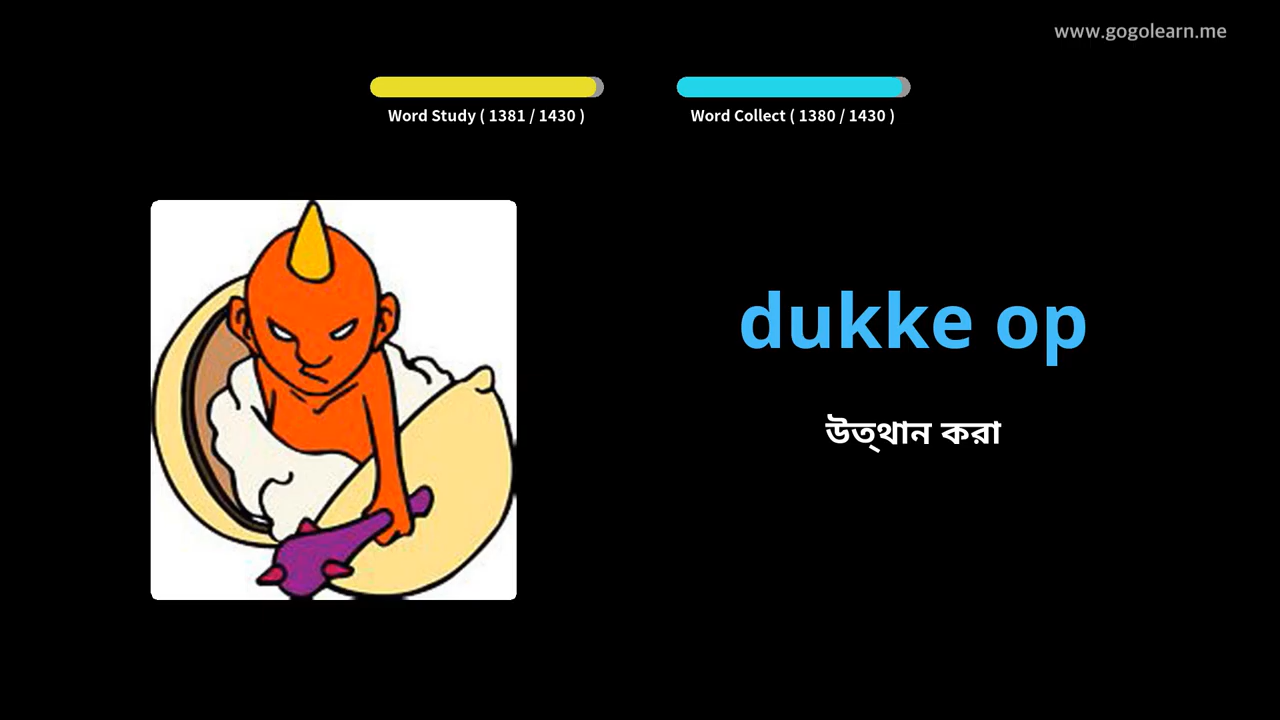 www.gogolearn.me
Word Study ( 1381 / 1430 )
Word Collect ( 1380 / 1430 )
dukke op
উত্থান করা